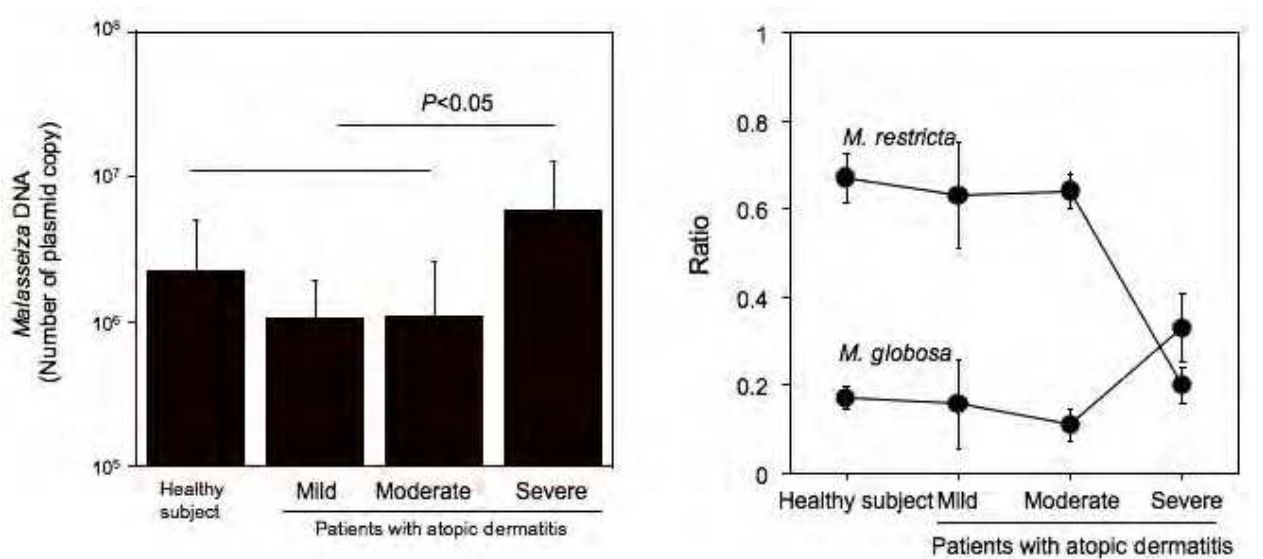 Malasseiza DNA
(Number of plasmid copy)
10⁸
10⁷
10⁶
10⁵
P<0.05
Healthy
subject
Mild
Moderate
Severe
Patients with atopic dermatitis
Ratio
1
0.8
0.6
0.4
0.2
0
M. restricta
M. globosa
Healthy subject
Mild
Moderate
Severe
Patients with atopic dermatitis